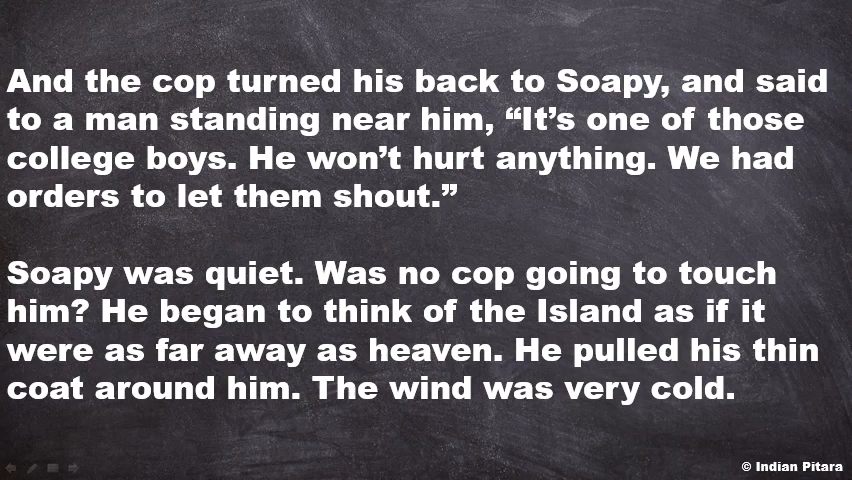 And the cop turned his back to Soapy, and said
to a man standing near him, “It’s one of those
college boys. He won’t hurt anything. We had
orders to let them shout.”
Soapy was quiet. Was no cop going to touch
him? He began to think of the Island as if it
were as far away as heaven. He pulled his thin
coat around him. The wind was very cold.
© Indian Pitara